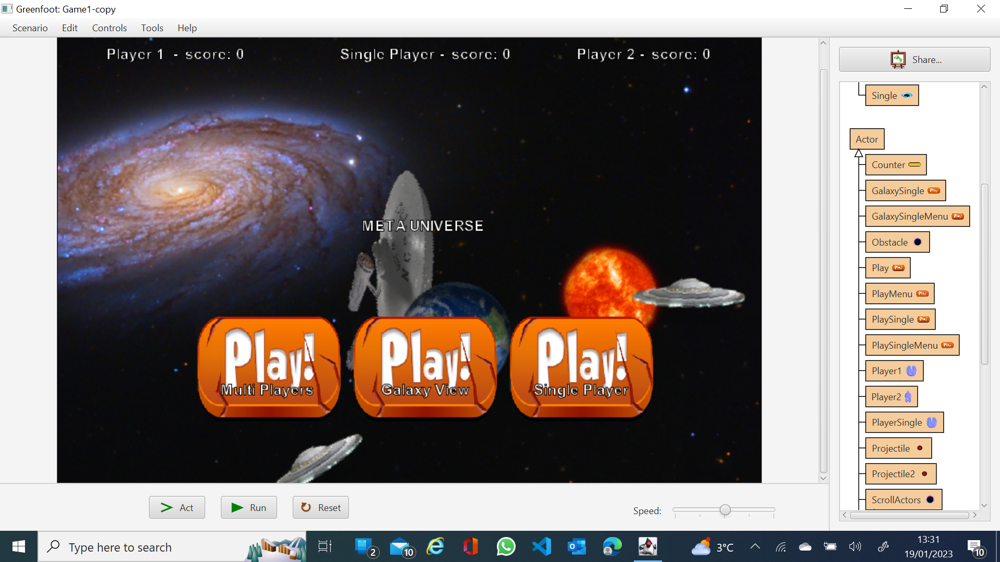 Greenfoot: Game1-copy
Scenario Edit Controls Tools Help
Player 1 - score: 0
Single Player - score: 0
Player 2 - score: 0
META UNIVERSE
Play!
Multi Players
Play!
Galaxy View
Play!
Single Player
Share...
Single
Actor
Counter
GalaxySingle
GalaxySingleMenu
Obstacle
Play
PlayMenu
PlaySingle
PlaySingleMenu
Player1
Player2
PlayerSingle
Projectile
Projectile2
ScrollActors
Act
Run
Reset
Speed:
Type here to search
2
10
3°C
13:31
19/01/2023
10